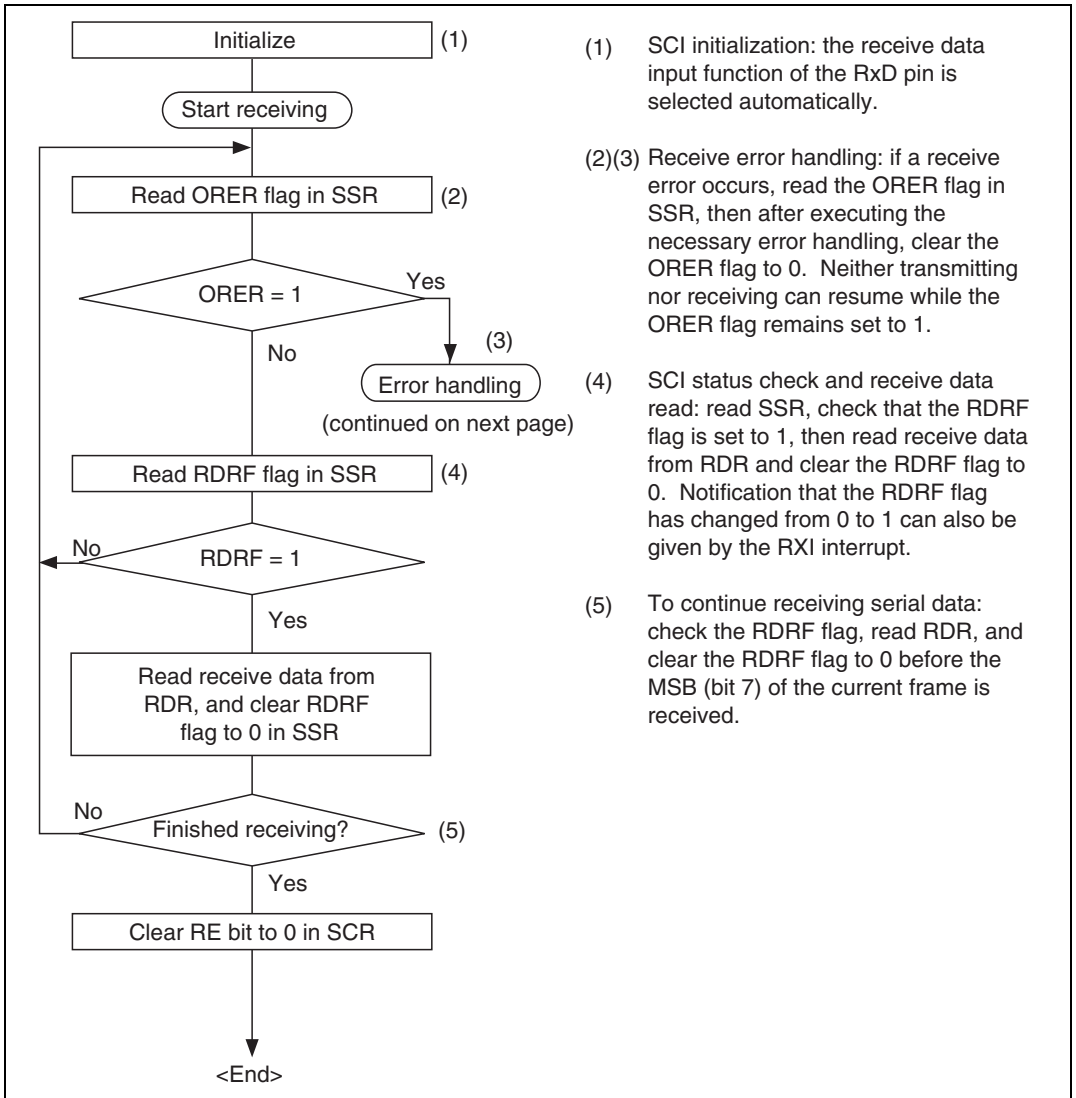 Initialize
(1)
Start receiving
Read ORER flag in SSR
(2)
ORER = 1
Yes
No
(3)
Error handling
(continued on next page)
Read RDRF flag in SSR
(4)
No
RDRF = 1
Yes
Read receive data from
RDR, and clear RDRF
flag to 0 in SSR
No
Finished receiving?
(5)
Yes
Clear RE bit to 0 in SCR
<End>
(1) SCI initialization: the receive data
input function of the RxD pin is
selected automatically.
(2)(3) Receive error handling: if a receive
error occurs, read the ORER flag in
SSR, then after executing the
necessary error handling, clear the
ORER flag to 0. Neither transmitting
nor receiving can resume while the
ORER flag remains set to 1.
(4) SCI status check and receive data
read: read SSR, check that the RDRF
flag is set to 1, then read receive data
from RDR and clear the RDRF flag to
0. Notification that the RDRF flag
has changed from 0 to 1 can also be
given by the RXI interrupt.
(5) To continue receiving serial data:
check the RDRF flag, read RDR, and
clear the RDRF flag to 0 before the
MSB (bit 7) of the current frame is
received.